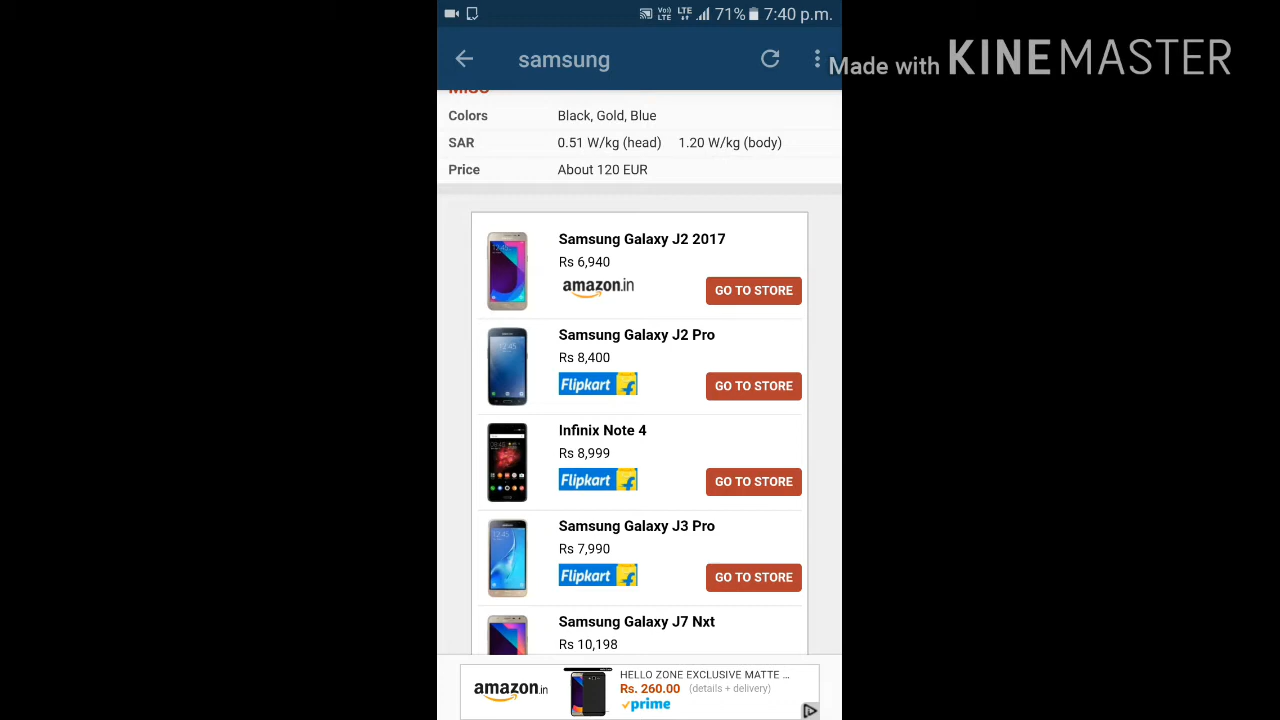 VoLTE LTE 71% 7:40 p.m.
samsung
Made with KINEMASTER
MISC
Colors Black, Gold, Blue
SAR 0.51 W/kg (head) 1.20 W/kg (body)
Price About 120 EUR
Samsung Galaxy J2 2017
Rs 6,940
amazon.in
GO TO STORE
Samsung Galaxy J2 Pro
Rs 8,400
Flipkart
GO TO STORE
Infinix Note 4
Rs 8,999
Flipkart
GO TO STORE
Samsung Galaxy J3 Pro
Rs 7,990
Flipkart
GO TO STORE
Samsung Galaxy J7 Nxt
Rs 10,198
amazon.in
HELLO ZONE EXCLUSIVE MATTE ...
Rs. 260.00 (details + delivery)
prime